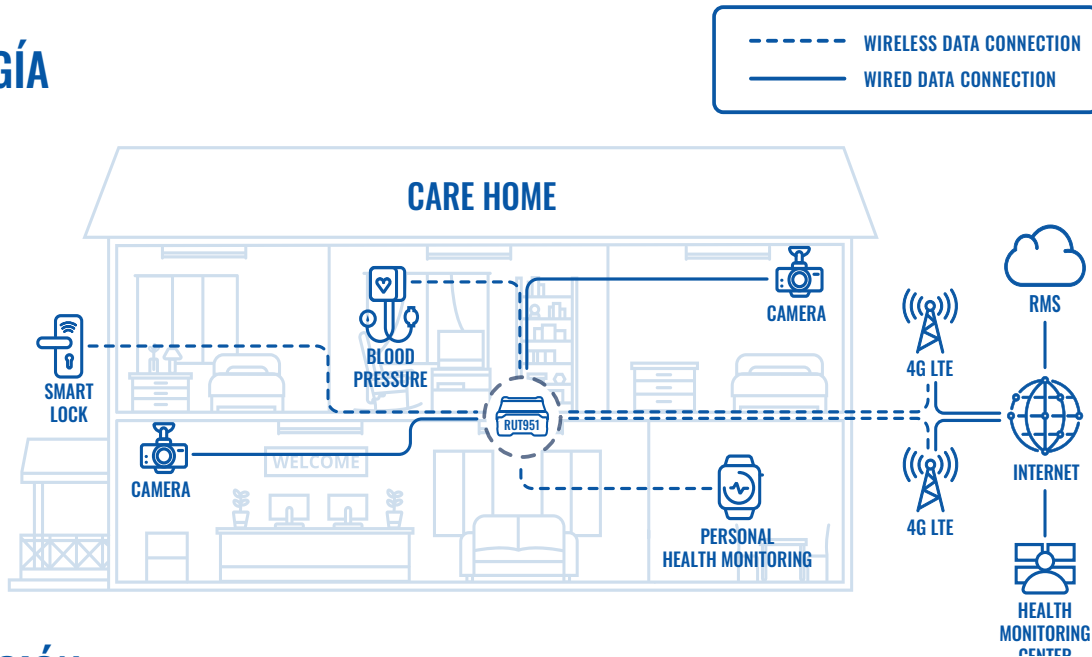 GÍA
WIRELESS DATA CONNECTION
WIRED DATA CONNECTION
CARE HOME
CAMERA
RMS
4G LTE
BLOOD
PRESSURE
SMART
LOCK
RUT951
WELCOME
CAMERA
INTERNET
4G LTE
PERSONAL
HEALTH MONITORING
HEALTH
MONITORING
CENTER